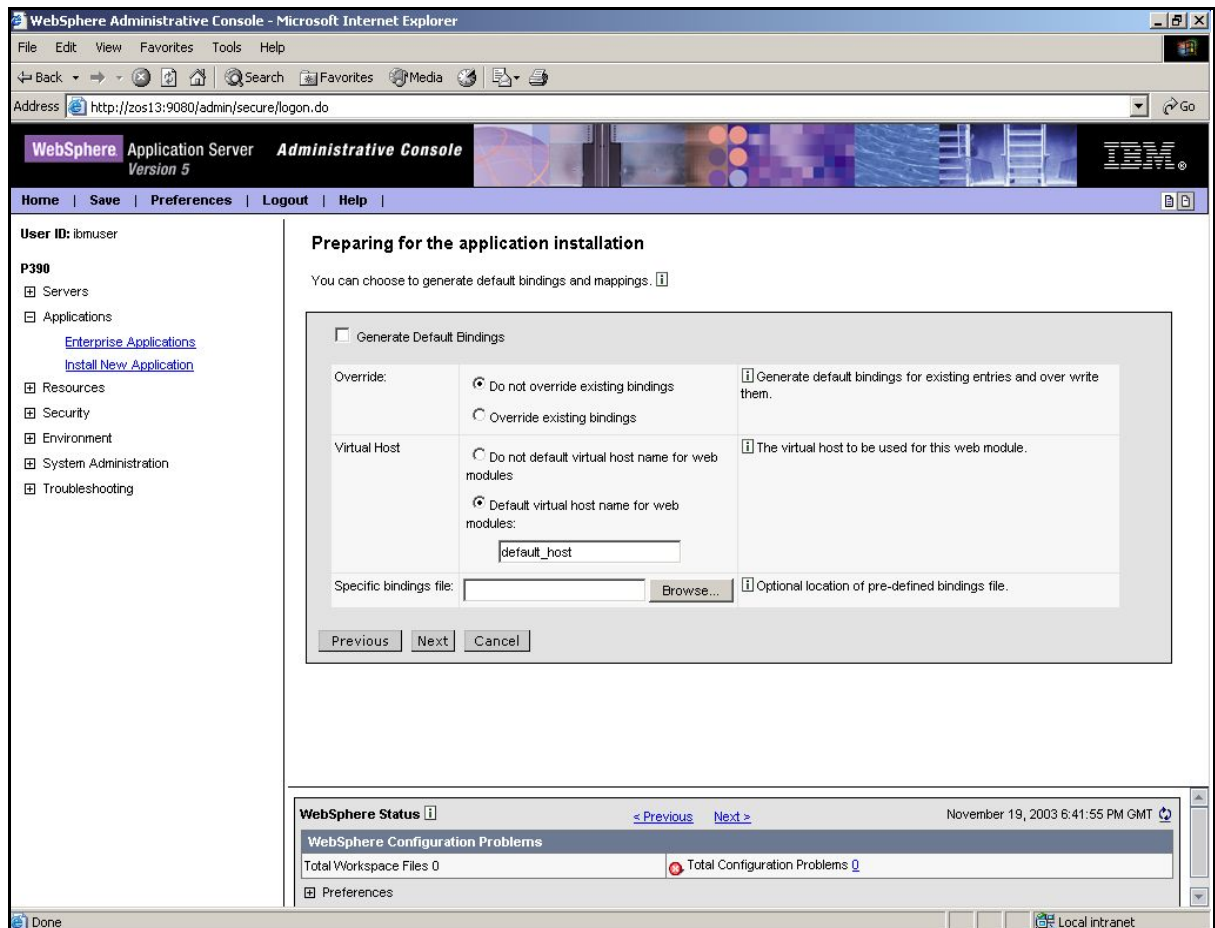 WebSphere Administrative Console - Microsoft Internet Explorer
File Edit View Favorites Tools Help
Back Search Favorites Media
Address http://zos13:9080/admin/secure/logon.do Go
WebSphere Application Server Administrative Console
Version 5
IBM®
Home | Save | Preferences | Logout | Help |
User ID: ibmuser
P390
Servers
Applications
Enterprise Applications
Install New Application
Resources
Security
Environment
System Administration
Troubleshooting
Preparing for the application installation
You can choose to generate default bindings and mappings. i
Generate Default Bindings
Override:
Do not override existing bindings
Override existing bindings
i Generate default bindings for existing entries and over write
them.
Virtual Host
Do not default virtual host name for web
modules
Default virtual host name for web
modules:
default_host
i The virtual host to be used for this web module.
Specific bindings file:
Browse...
i Optional location of pre-defined bindings file.
Previous Next Cancel
WebSphere Status i
< Previous Next >
November 19, 2003 6:41:55 PM GMT
WebSphere Configuration Problems
Total Workspace Files 0
Total Configuration Problems 0
Preferences
Done
Local intranet